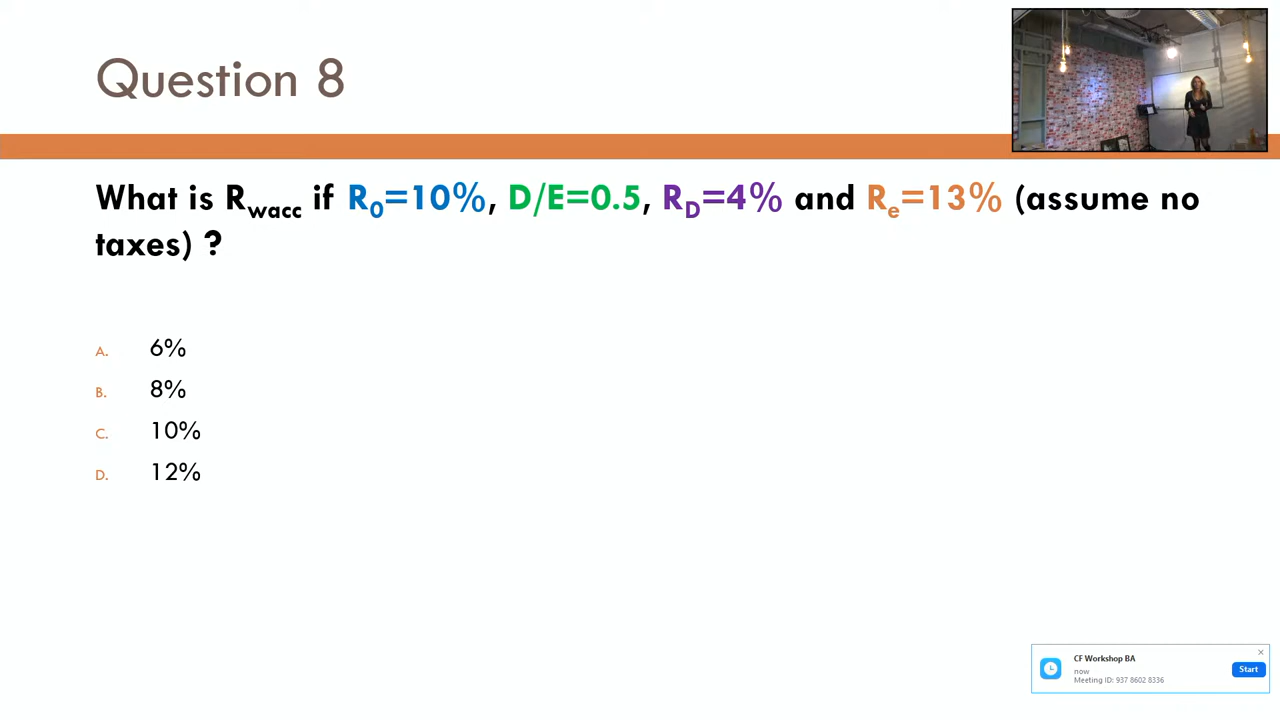 Question 8
What is Rwacc if R0=10%, D/E=0.5, RD=4% and Re=13% (assume no
taxes) ?
A. 6%
B. 8%
C. 10%
D. 12%
CF Workshop BA
now
Meeting ID: 937 8602 8336
Start